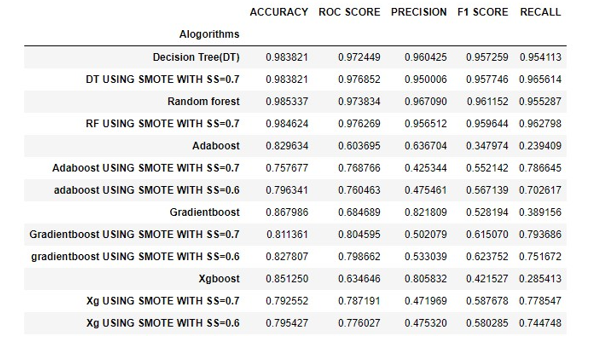 ACCURACY ROC SCORE PRECISION F1 SCORE RECALL
Alogorithms
Decision Tree(DT) 0.983821 0.972449 0.960425 0.957259 0.954113
DT USING SMOTE WITH SS=0.7 0.983821 0.976852 0.950006 0.957746 0.965614
Random forest 0.985337 0.973834 0.967090 0.961152 0.955287
RF USING SMOTE WITH SS=0.7 0.984624 0.976269 0.956512 0.959644 0.962798
Adaboost 0.829634 0.603695 0.636704 0.347974 0.239409
Adaboost USING SMOTE WITH SS=0.7 0.757677 0.768766 0.425344 0.552142 0.786645
adaboost USING SMOTE WITH SS=0.6 0.796341 0.760463 0.475461 0.567139 0.702617
Gradientboost 0.867986 0.684689 0.821809 0.528194 0.389156
Gradientboost USING SMOTE WITH SS=0.7 0.811361 0.804595 0.502079 0.615070 0.793686
gradientboost USING SMOTE WITH SS=0.6 0.827807 0.798662 0.533039 0.623752 0.751672
Xgboost 0.851250 0.634646 0.805832 0.421527 0.285413
Xg USING SMOTE WITH SS=0.7 0.792552 0.787191 0.471969 0.587678 0.778547
Xg USING SMOTE WITH SS=0.6 0.795427 0.776027 0.475320 0.580285 0.744748